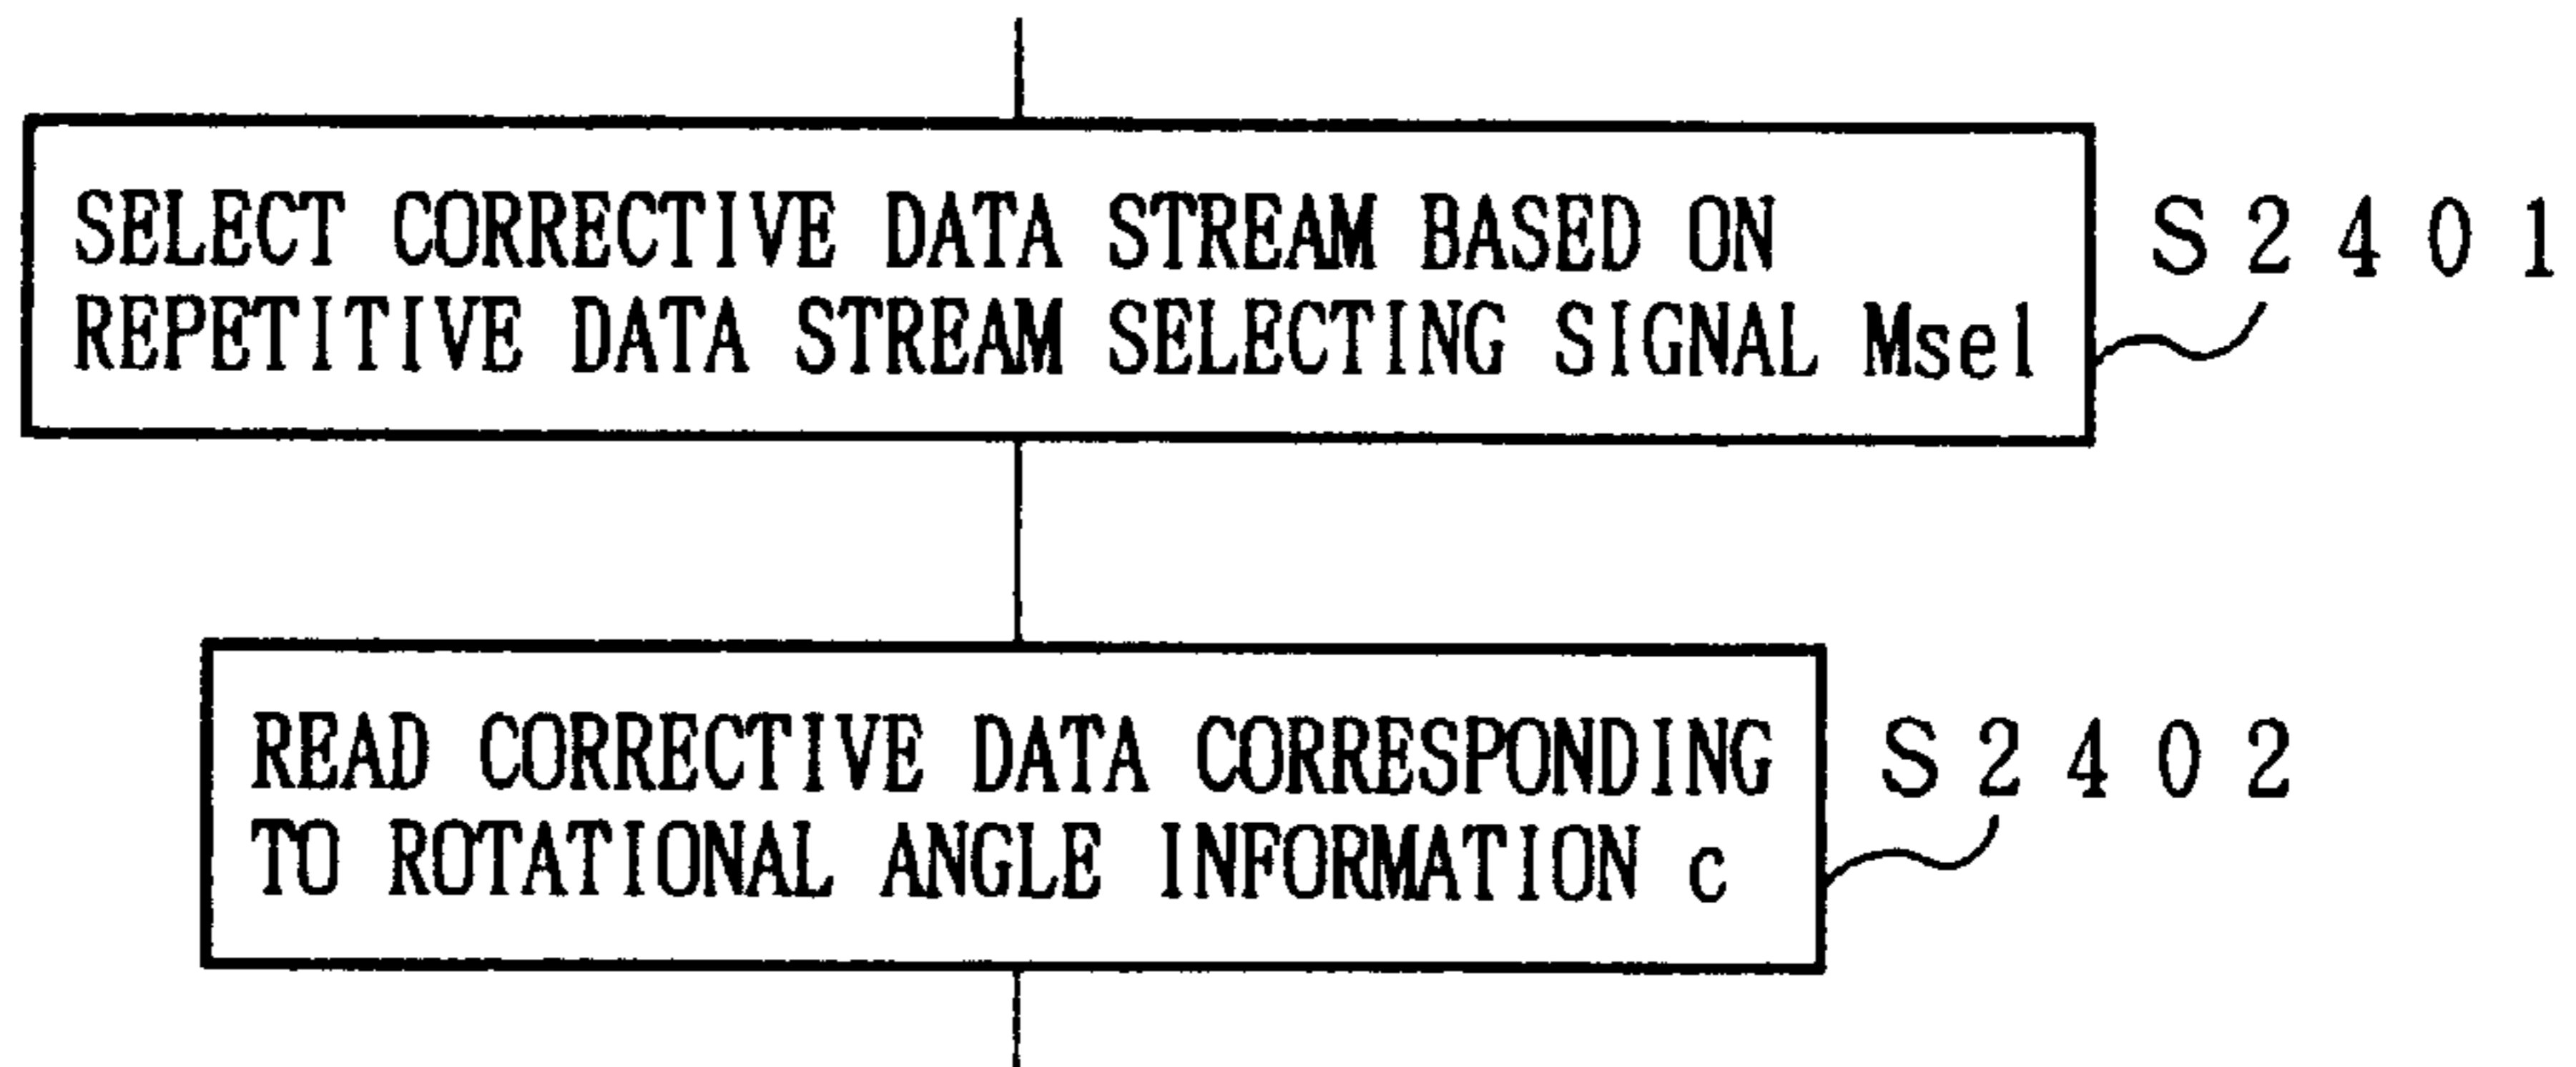 SELECT CORRECTIVE DATA STREAM BASED ON
REPETITIVE DATA STREAM SELECTING SIGNAL Msel
S2401
READ CORRECTIVE DATA CORRESPONDING
TO ROTATIONAL ANGLE INFORMATION c
S2402